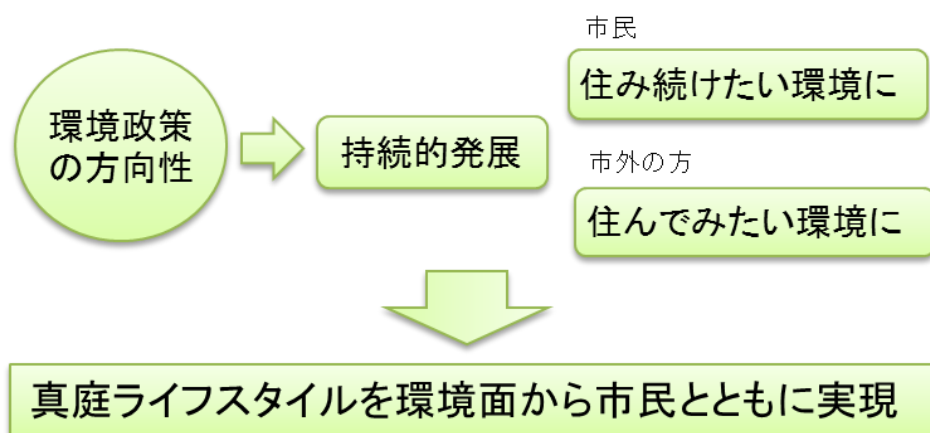 環境政策
の方向性
持続的発展
市民
住み続けたい環境に
市外の方
住んでみたい環境に
真庭ライフスタイルを環境面から市民とともに実現